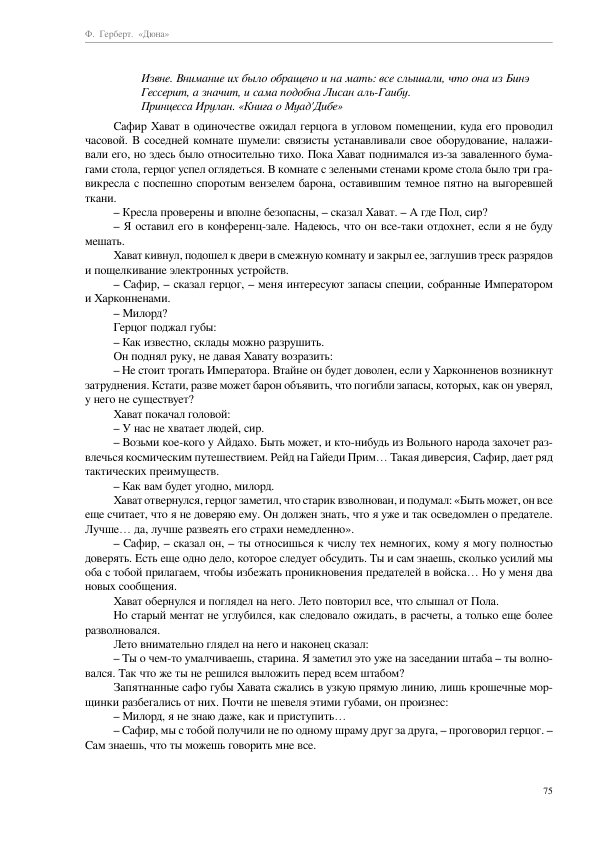 Ф. Герберт. «Дюна»
Извне. Внимание их было обращено и на мать: все слышали, что она из Бинэ
Гессерит, а значит, и сама подобна Лисан аль-Гаибу.
Принцесса Ирулан. «Книга о Муад'Дибе»
Сафир Хават в одиночестве ожидал герцога в угловом помещении, куда его проводил
часовой. В соседней комнате шумели: связисты устанавливали свое оборудование, налажи-
вали его, но здесь было относительно тихо. Пока Хават поднимался из-за заваленного бума-
гами стола, герцог успел оглядеться. В комнате с зелеными стенами кроме стола было три гра-
викресла с поспешно споротым вензелем барона, оставившим темное пятно на выгоревшей
ткани.
– Кресла проверены и вполне безопасны, – сказал Хават. – А где Пол, сир?
– Я оставил его в конференц-зале. Надеюсь, что он все-таки отдохнет, если я не буду
мешать.
Хават кивнул, подошел к двери в смежную комнату и закрыл ее, заглушив треск разрядов
и пощелкивание электронных устройств.
– Сафир, – сказал герцог, – меня интересуют запасы специи, собранные Императором
и Харконненами.
– Милорд?
Герцог поджал губы:
– Как известно, склады можно разрушить.
Он поднял руку, не давая Хавату возразить:
– Не стоит трогать Императора. Втайне он будет доволен, если у Харконненов возникнут
затруднения. Кстати, разве может барон объявить, что погибли запасы, которых, как он уверял,
у него не существует?
Хават покачал головой:
– У нас не хватает людей, сир.
– Возьми кое-кого у Айдахо. Быть может, и кто-нибудь из Вольного народа захочет раз-
влечься космическим путешествием. Рейд на Гайеди Прим… Такая диверсия, Сафир, дает ряд
тактических преимуществ.
– Как вам будет угодно, милорд.
Хават отвернулся, герцог заметил, что старик взволнован, и подумал: «Быть может, он все
еще считает, что я не доверяю ему. Он должен знать, что я уже и так осведомлен о предателе.
Лучше… да, лучше развеять его страхи немедленно».
– Сафир, – сказал он, – ты относишься к числу тех немногих, кому я могу полностью
доверять. Есть еще одно дело, которое следует обсудить. Ты и сам знаешь, сколько усилий мы
оба с тобой прилагаем, чтобы избежать проникновения предателей в войска… Но у меня два
новых сообщения.
Хават обернулся и поглядел на него. Лето повторил все, что слышал от Пола.
Но старый ментат не углубился, как следовало ожидать, в расчеты, а только еще более
разволновался.
Лето внимательно глядел на него и наконец сказал:
– Ты о чем-то умалчиваешь, старина. Я заметил это уже на заседании штаба – ты волно-
вался. Так что же ты не решился выложить перед всем штабом?
Запятнанные сафо губы Хавата сжались в узкую прямую линию, лишь крошечные мор-
щинки разбегались от них. Почти не шевеля этими губами, он произнес:
– Милорд, я не знаю даже, как и приступить…
– Сафир, мы с тобой получили не по одному шраму друг за друга, – проговорил герцог. –
Сам знаешь, что ты можешь говорить мне все.
75